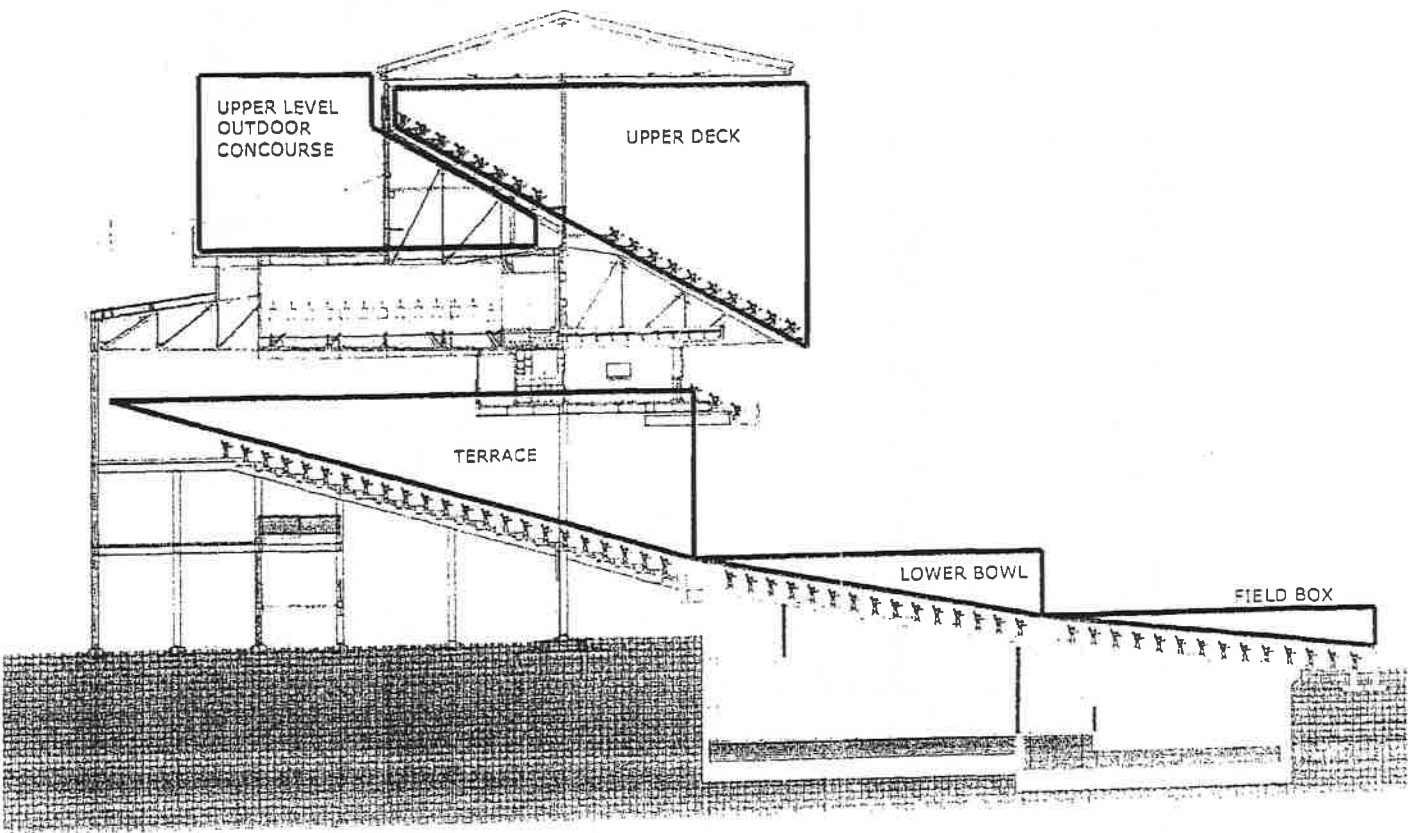 UPPER LEVEL
OUTDOOR
CONCOURSE
UPPER DECK
TERRACE
LOWER BOWL
FIELD BOX